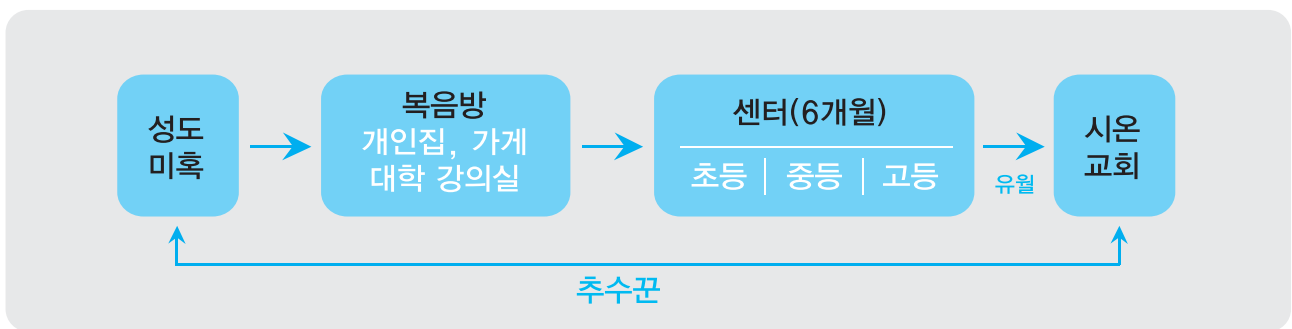 성도
미혹
복음방
개인집, 가게
대학 강의실
센터(6개월)
초등 | 중등 | 고등
유월
시온
교회
추수꾼